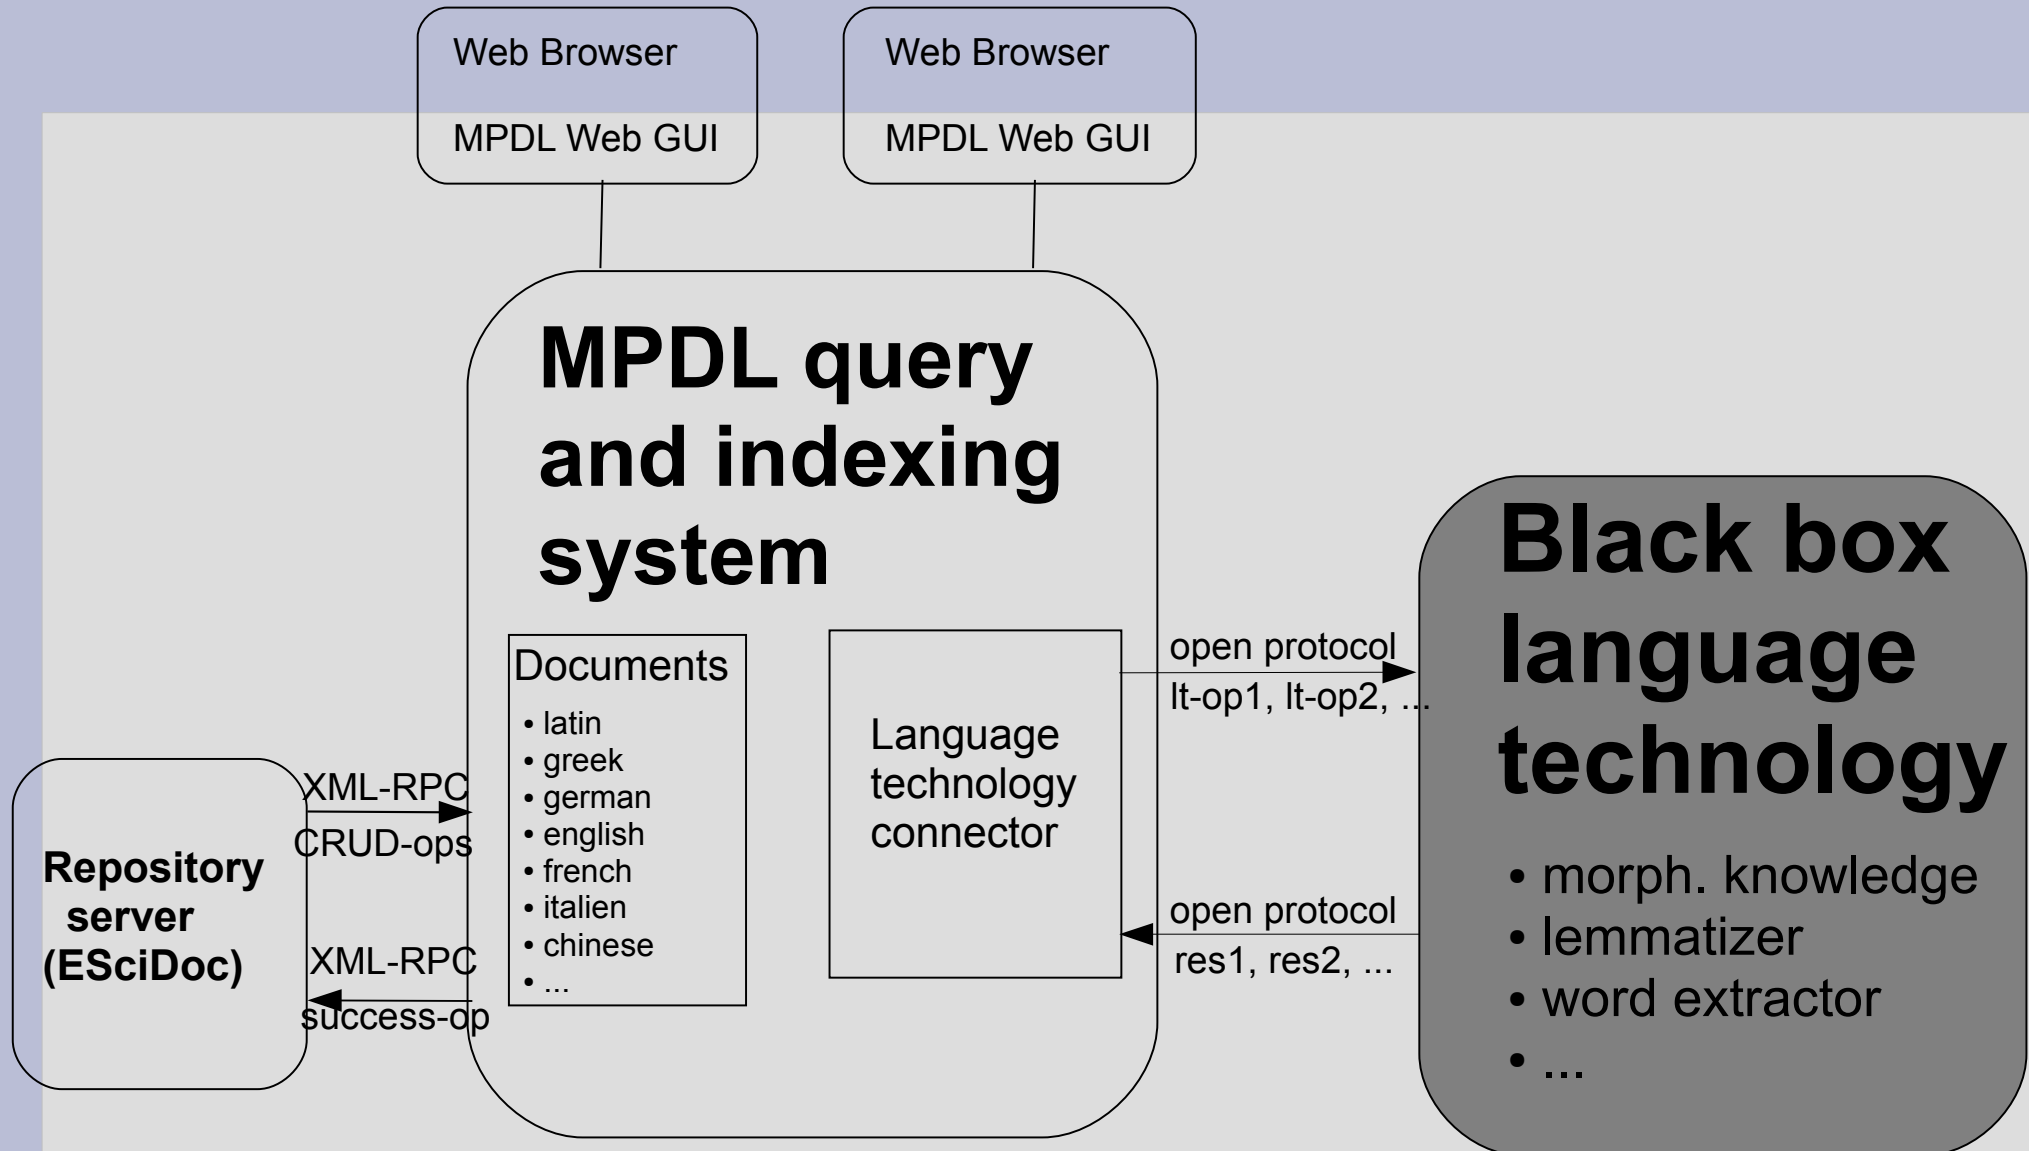 Web Browser
MPDL Web GUI
Web Browser
MPDL Web GUI
MPDL query
and indexing
system
Documents
• latin
• greek
• german
• english
• french
• italien
• chinese
• ...
Language
technology
connector
open protocol
lt-op1, lt-op2, ...
open protocol
res1, res2, ...
Black box
language
technology
• morph. knowledge
• lemmatizer
• word extractor
• ...
XML-RPC
CRUD-ops
XML-RPC
success-op
Repository
server
(ESciDoc)